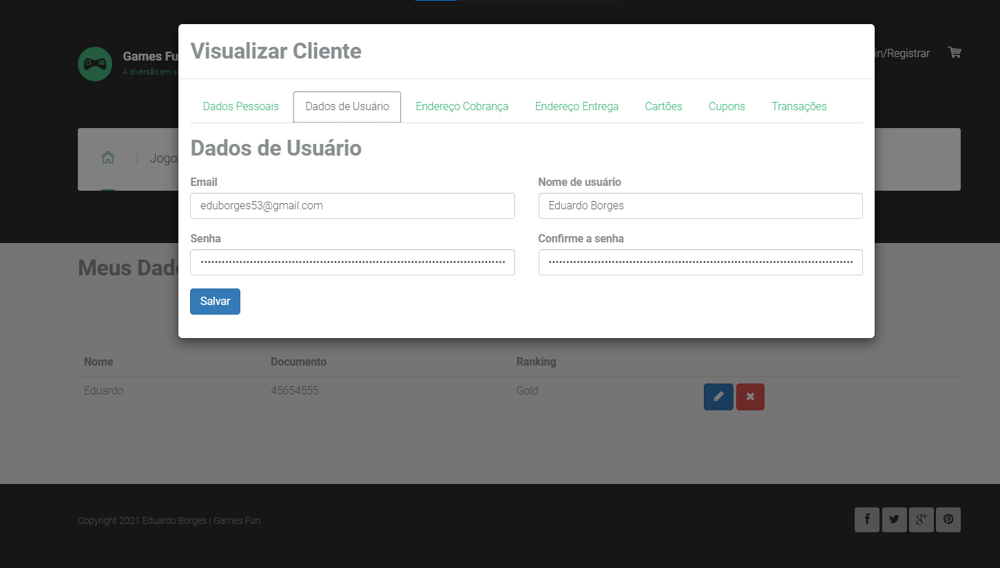 Visualizar Cliente
Games Fu
A diversão em s
in/Registrar
Dados Pessoais Dados de Usuário Endereço Cobrança Endereço Entrega Cartões Cupons Transações
Jogo
Dados de Usuário
Email Nome de usuário
eduborges53@gmail.com Eduardo Borges
Senha Confirme a senha
Meus Dado
Salvar
Nome Documento Ranking
Eduardo 45654555 Gold
Copyright 2021 Eduardo Borges | Games Fun.